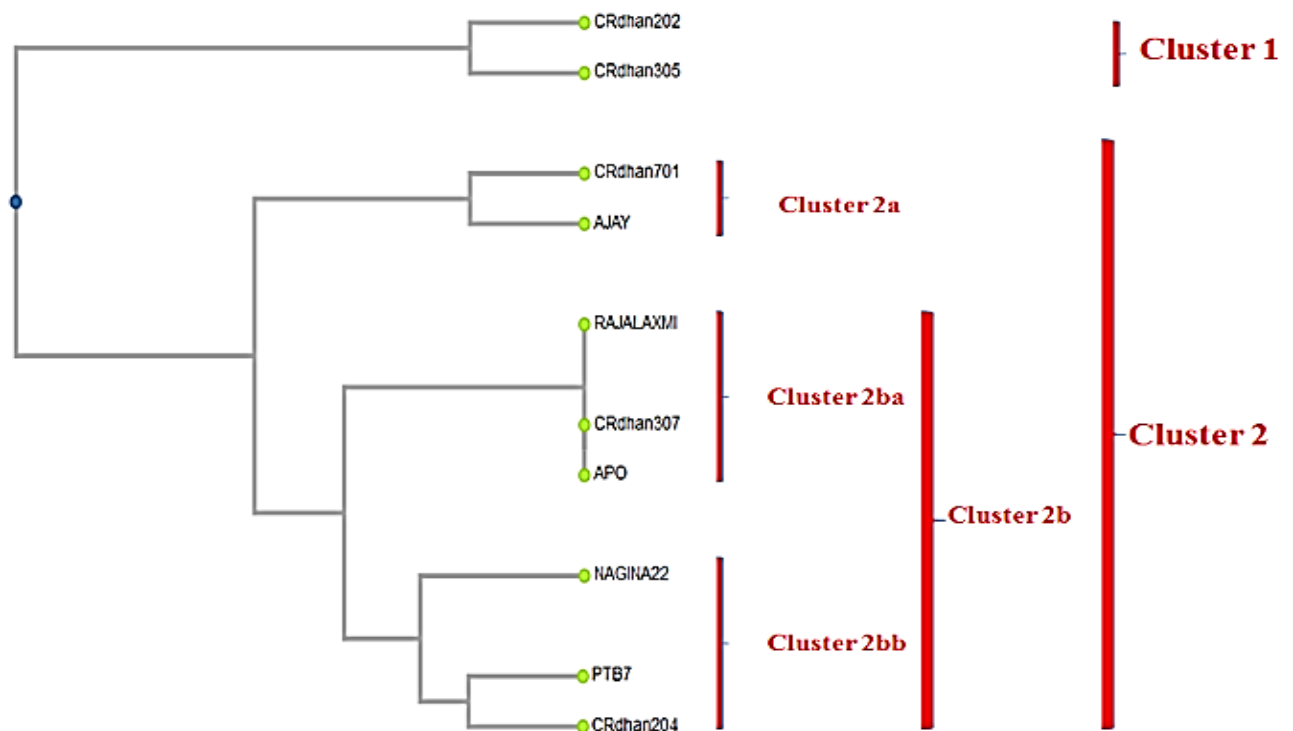 CRdhan202
CRdhan305
Cluster 1
CRdhan701
AJAY
Cluster 2a
RAJALAXMI
CRdhan307
APO
Cluster 2ba
NAGINA22
PTB7
CRdhan204
Cluster 2bb
Cluster 2b
Cluster 2